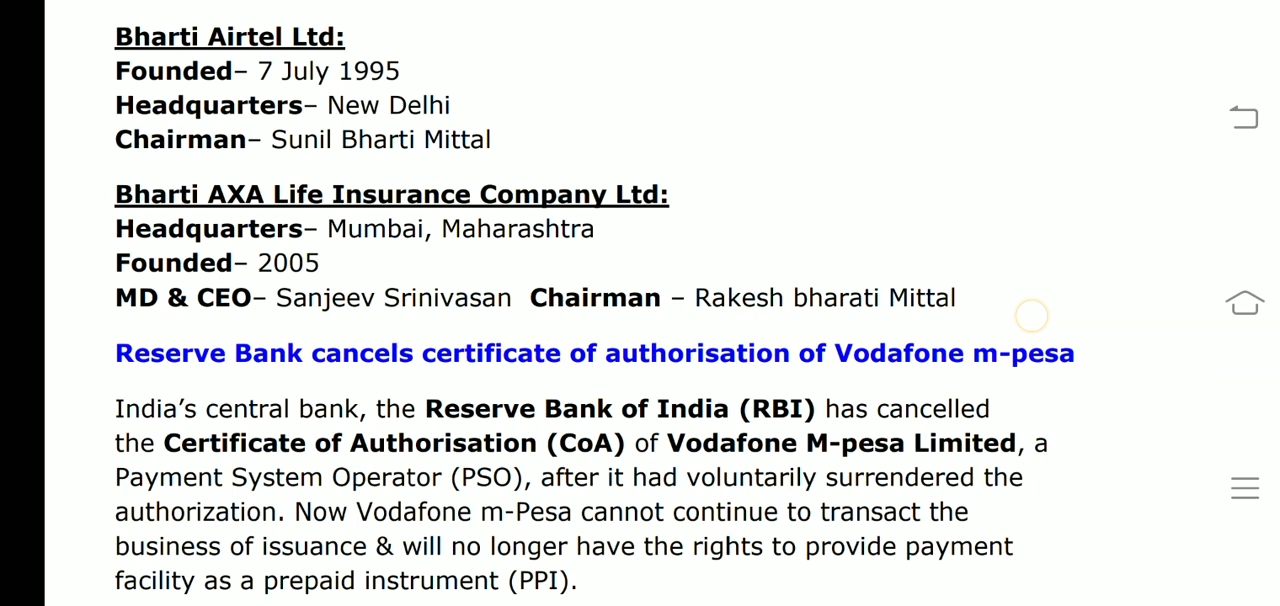 Bharti Airtel Ltd:
Founded– 7 July 1995
Headquarters– New Delhi
Chairman– Sunil Bharti Mittal
Bharti AXA Life Insurance Company Ltd:
Headquarters– Mumbai, Maharashtra
Founded– 2005
MD & CEO– Sanjeev Srinivasan  Chairman – Rakesh bharati Mittal
Reserve Bank cancels certificate of authorisation of Vodafone m-pesa
India’s central bank, the Reserve Bank of India (RBI) has cancelled
the Certificate of Authorisation (CoA) of Vodafone M-pesa Limited, a
Payment System Operator (PSO), after it had voluntarily surrendered the
authorization. Now Vodafone m-Pesa cannot continue to transact the
business of issuance & will no longer have the rights to provide payment
facility as a prepaid instrument (PPI).